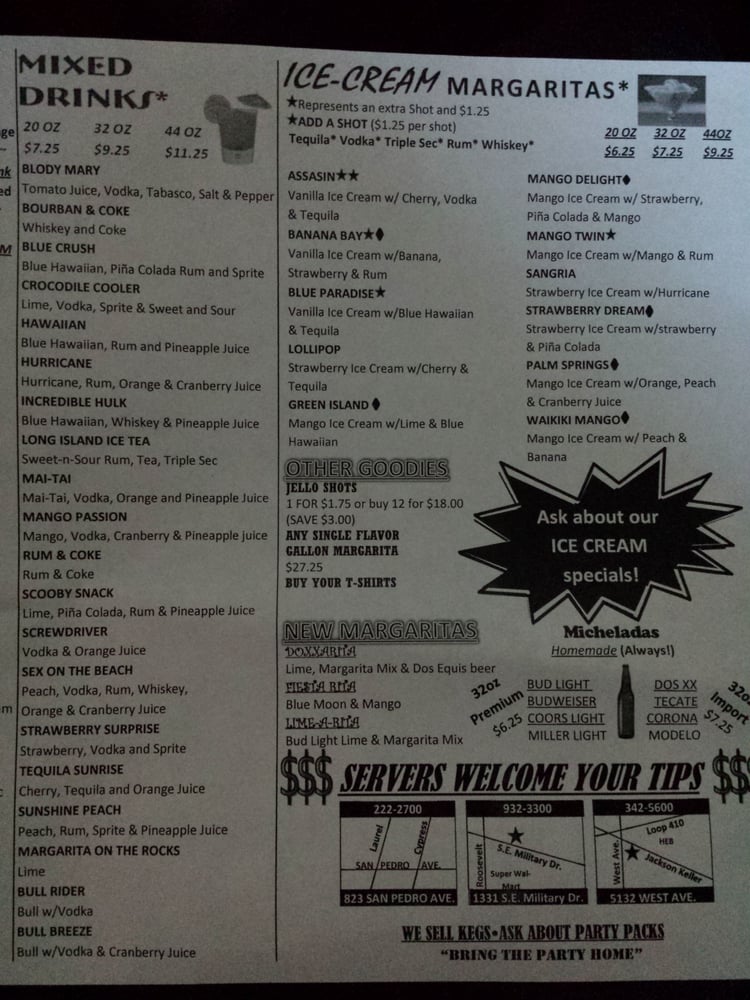 MIXED
DRINKS*
20 OZ 32 OZ 44 OZ
$7.25 $9.25 $11.25
BLODY MARY
Tomato Juice, Vodka, Tabasco, Salt & Pepper
BOURBAN & COKE
Whiskey and Coke
BLUE CRUSH
Blue Hawaiian, Piña Colada Rum and Sprite
CROCODILE COOLER
Lime, Vodka, Sprite & Sweet and Sour
HAWAIIAN
Blue Hawaiian, Rum and Pineapple Juice
HURRICANE
Hurricane, Rum, Orange & Cranberry Juice
INCREDIBLE HULK
Blue Hawaiian, Whiskey & Pineapple Juice
LONG ISLAND ICE TEA
Sweet-n-Sour Rum, Tea, Triple Sec
MAI-TAI
Mai-Tai, Vodka, Orange and Pineapple Juice
MANGO PASSION
Mango, Vodka, Cranberry & Pineapple juice
RUM & COKE
Rum & Coke
SCOOBY SNACK
Lime, Piña Colada, Rum & Pineapple Juice
SCREWDRIVER
Vodka & Orange Juice
SEX ON THE BEACH
Peach, Vodka, Rum, Whiskey,
Orange & Cranberry Juice
STRAWBERRY SURPRISE
Strawberry, Vodka and Sprite
TEQUILA SUNRISE
Cherry, Tequila and Orange Juice
SUNSHINE PEACH
Peach, Rum, Sprite & Pineapple Juice
MARGARITA ON THE ROCKS
Lime
BULL RIDER
Bull w/Vodka
BULL BREEZE
Bull w/Vodka & Cranberry Juice
ICE-CREAM MARGARITAS*
★Represents an extra Shot and $1.25
★ADD A SHOT ($1.25 per shot)
Tequila* Vodka* Triple Sec* Rum* Whiskey*
20 OZ 32 OZ 44OZ
$6.25 $7.25 $9.25
ASSASIN★★
Vanilla Ice Cream w/ Cherry, Vodka
& Tequila
BANANA BAY★♦
Vanilla Ice Cream w/Banana,
Strawberry & Rum
BLUE PARADISE★
Vanilla Ice Cream w/Blue Hawaiian
& Tequila
LOLLIPOP
Strawberry Ice Cream w/Cherry &
Tequila
GREEN ISLAND ♦
Mango Ice Cream w/Lime & Blue
Hawaiian
MANGO DELIGHT♦
Mango Ice Cream w/ Strawberry,
Piña Colada & Mango
MANGO TWIN★
Mango Ice Cream w/Mango & Rum
SANGRIA
Strawberry Ice Cream w/Hurricane
STRAWBERRY DREAM♦
Strawberry Ice Cream w/strawberry
& Piña Colada
PALM SPRINGS♦
Mango Ice Cream w/Orange, Peach
& Cranberry Juice
WAIKIKI MANGO♦
Mango Ice Cream w/ Peach &
Banana
OTHER GOODIES
JELLO SHOTS
1 FOR $1.75 or buy 12 for $18.00
(SAVE $3.00)
ANY SINGLE FLAVOR
GALLON MARGARITA
$27.25
BUY YOUR T-SHIRTS
Ask about our
ICE CREAM
specials!
NEW MARGARITAS
DOXXARITA
Lime, Margarita Mix & Dos Equis beer
FIESTA RITA
Blue Moon & Mango
LIME-A-RITA
Bud Light Lime & Margarita Mix
Micheladas
Homemade (Always!)
32oz
Premium
$6.25
BUD LIGHT
BUDWEISER
COORS LIGHT
MILLER LIGHT
DOS XX
TECATE
CORONA
MODELO
32oz
Import
$7.25
$$$ SERVERS WELCOME YOUR TIPS $$
222-2700
Laurel
Cypress
SAN PEDRO AVE.
823 SAN PEDRO AVE.
932-3300
Roosevelt
S.E. Military Dr.
Super Wal-
Mart
1331 S.E. Military Dr.
342-5600
Loop 410
HEB
West Ave.
Jackson Keller
5132 WEST AVE.
WE SELL KEGS•ASK ABOUT PARTY PACKS
“BRING THE PARTY HOME”